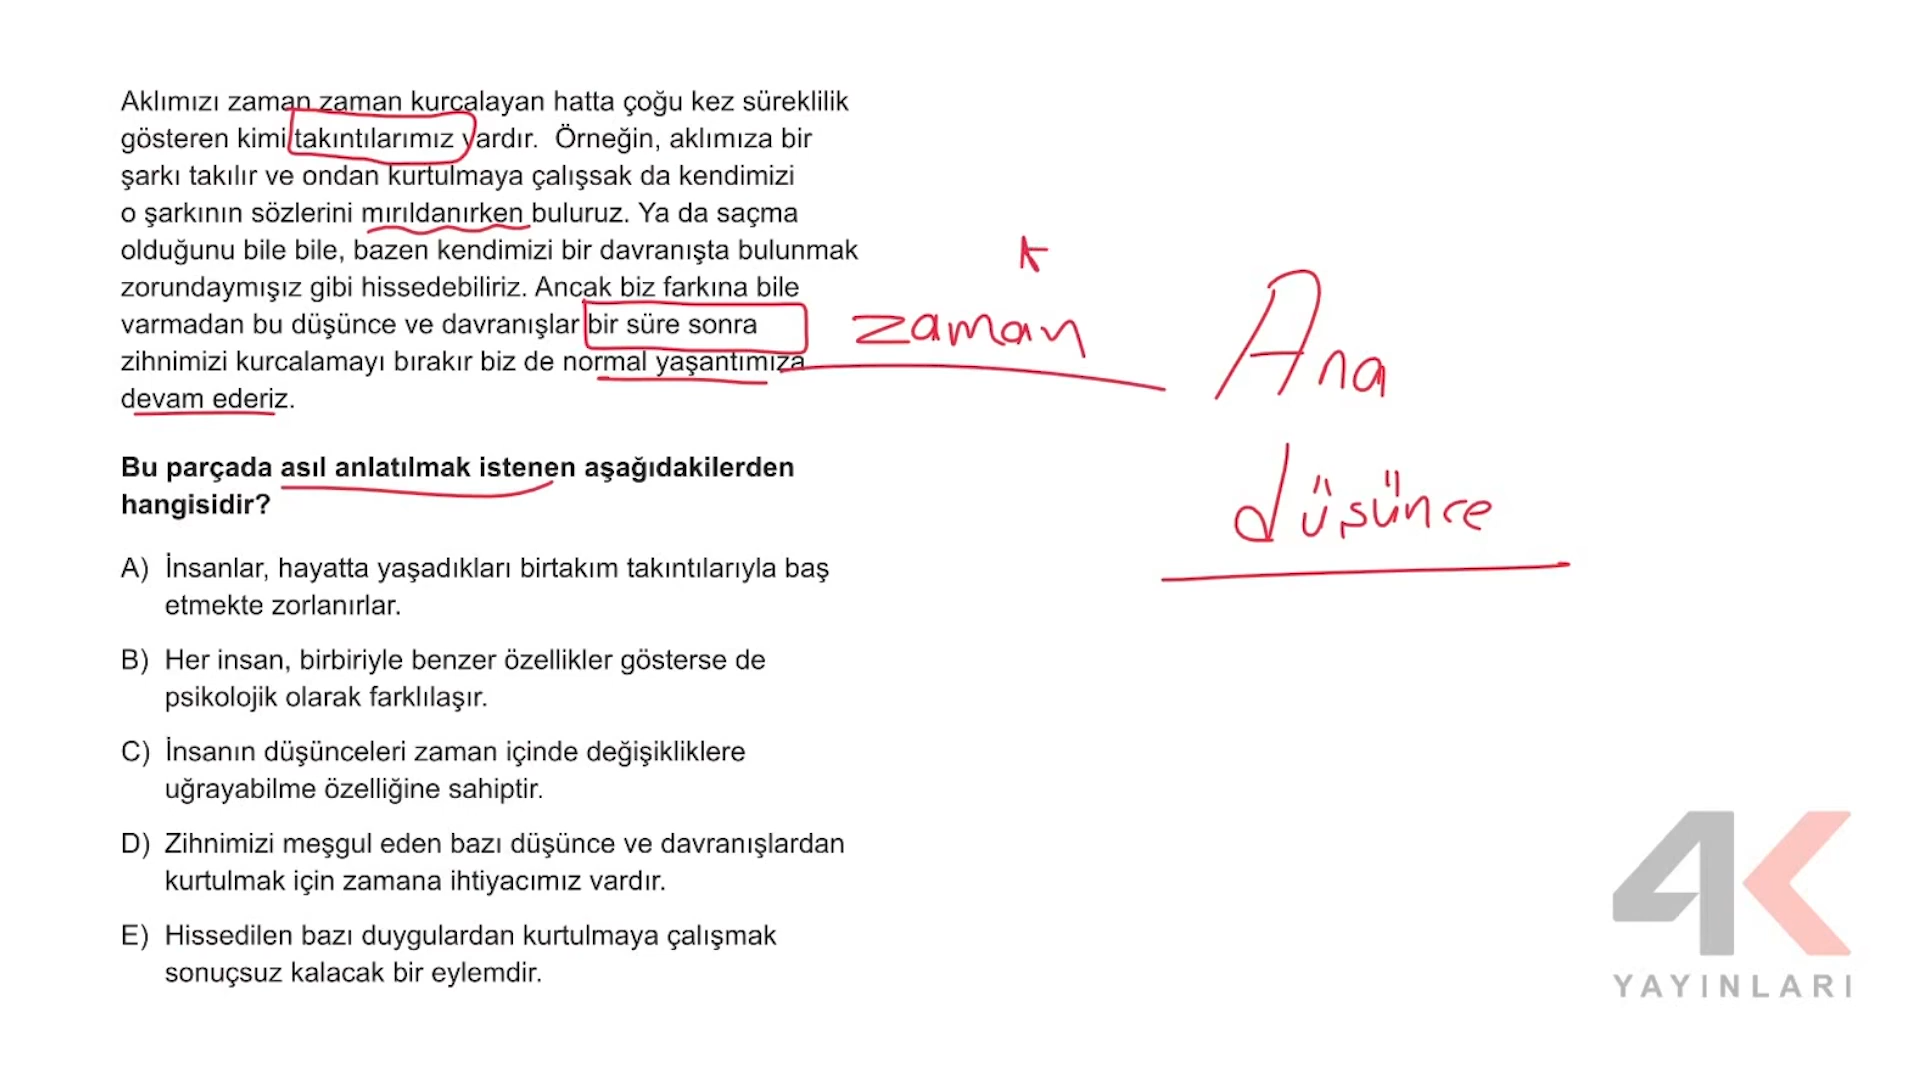 Aklımızı zaman zaman kurcalayan hatta çoğu kez süreklilik
gösteren kimi takıntılarımız vardır. Örneğin, aklımıza bir
şarkı takılır ve ondan kurtulmaya çalışsak da kendimizi
o şarkının sözlerini mırıldanırken buluruz. Ya da saçma
olduğunu bile bile, bazen kendimizi bir davranışta bulunmak
zorundaymışız gibi hissedebiliriz. Ancak biz farkına bile
varmadan bu düşünce ve davranışlar bir süre sonra
zihnimizi kurcalamayı bırakır biz de normal yaşantımıza
devam ederiz.
zaman
Ana
düşünce
Bu parçada asıl anlatılmak istenen aşağıdakilerden
hangisidir?
A) İnsanlar, hayatta yaşadıkları birtakım takıntılarıyla baş
etmekte zorlanırlar.
B) Her insan, birbiriyle benzer özellikler gösterse de
psikolojik olarak farklılaşır.
C) İnsanın düşünceleri zaman içinde değişikliklere
uğrayabilme özelliğine sahiptir.
D) Zihnimizi meşgul eden bazı düşünce ve davranışlardan
kurtulmak için zamana ihtiyacımız vardır.
E) Hissedilen bazı duygulardan kurtulmaya çalışmak
sonuçsuz kalacak bir eylemdir.
4K
YAYINLARI